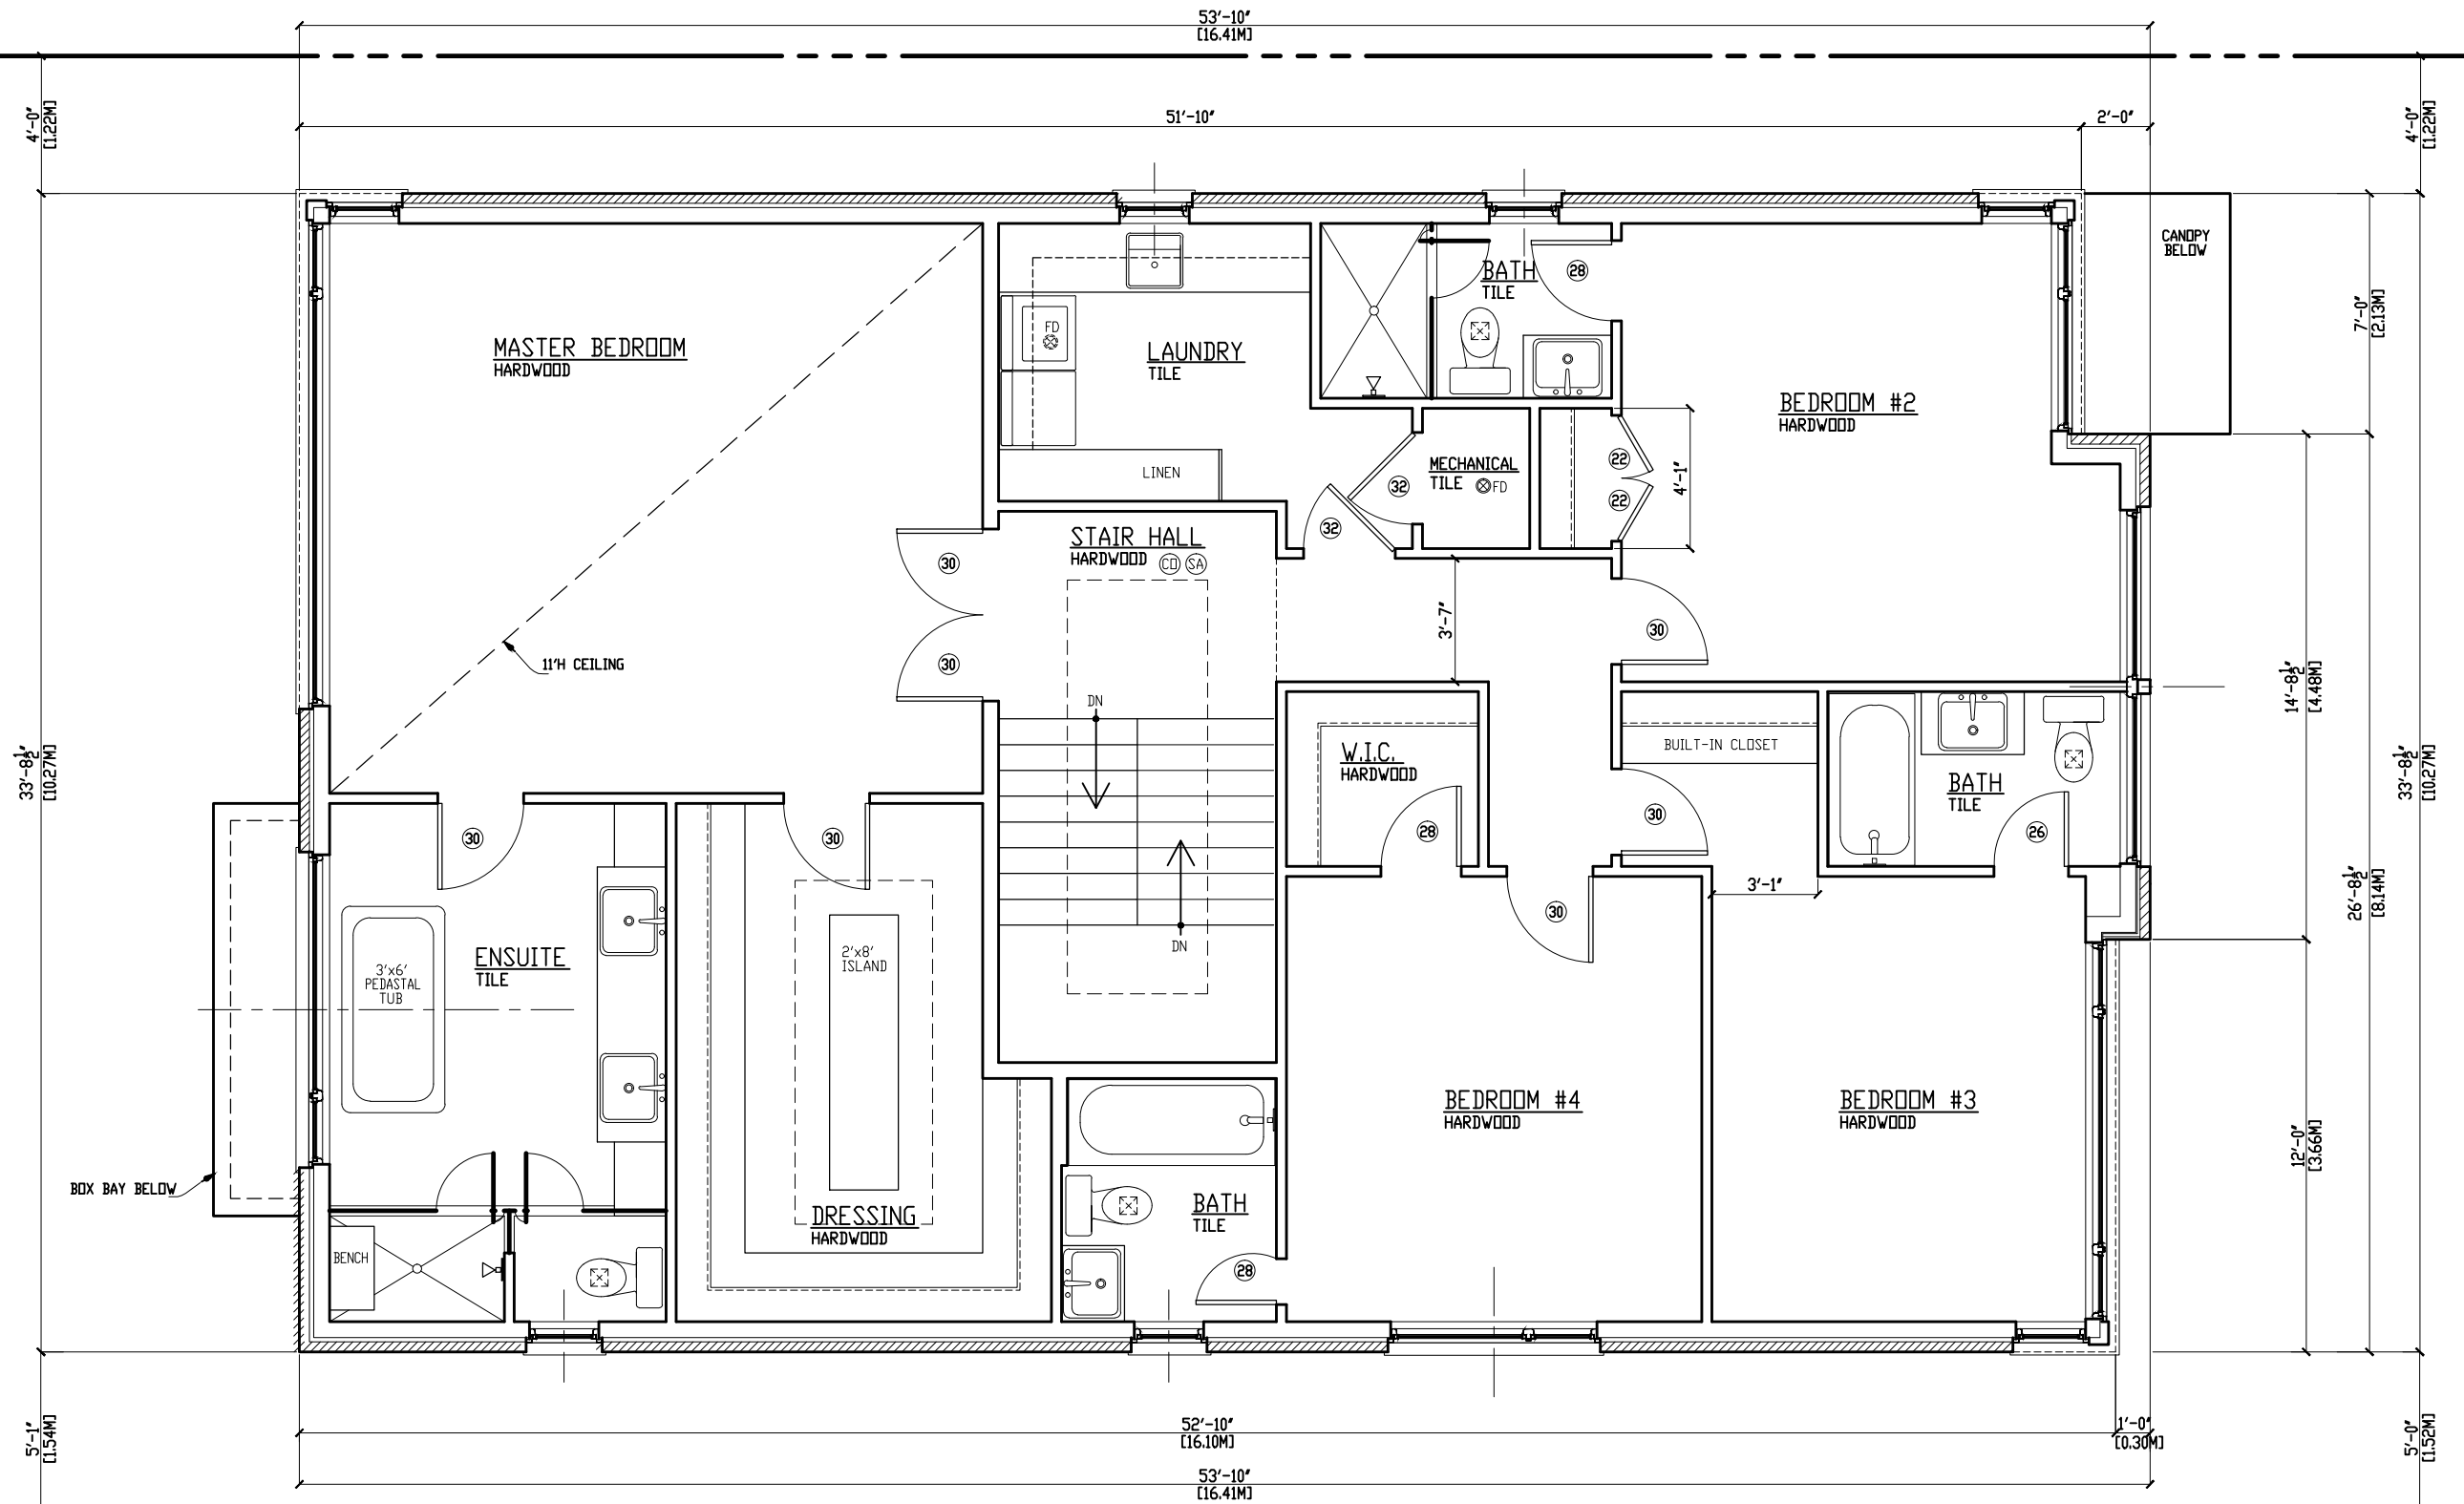 53'-10"
[16.41M]
4'-0"
[1.22M]
51'-10"
2'-0"
4'-0"
[1.22M]
CANOPY
BELOW
7'-0"
[2.13M]
MASTER BEDROOM
HARDWOOD
11'H CEILING
30
30
LAUNDRY
TILE
FD
LINEN
BATH
TILE
28
MECHANICAL
TILE
FD
32
32
22
22
4'-1"
BEDROOM #2
HARDWOOD
STAIR HALL
HARDWOOD
CO
SA
3'-7"
30
DN
DN
W.I.C.
HARDWOOD
28
BUILT-IN CLOSET
30
BATH
TILE
26
3'-1"
30
14'-8½"
[4.48M]
33'-8½"
[10.27M]
33'-8½"
[10.27M]
26'-8½"
[8.14M]
30
30
ENSUITE
TILE
3'x6'
PEDASTAL
TUB
2'x8'
ISLAND
BOX BAY BELOW
BENCH
DRESSING
HARDWOOD
BATH
TILE
28
BEDROOM #4
HARDWOOD
BEDROOM #3
HARDWOOD
12'-0"
[3.66M]
5'-1"
[1.54M]
52'-10"
[16.10M]
1'-0"
[0.30M]
5'-0"
[1.52M]
53'-10"
[16.41M]